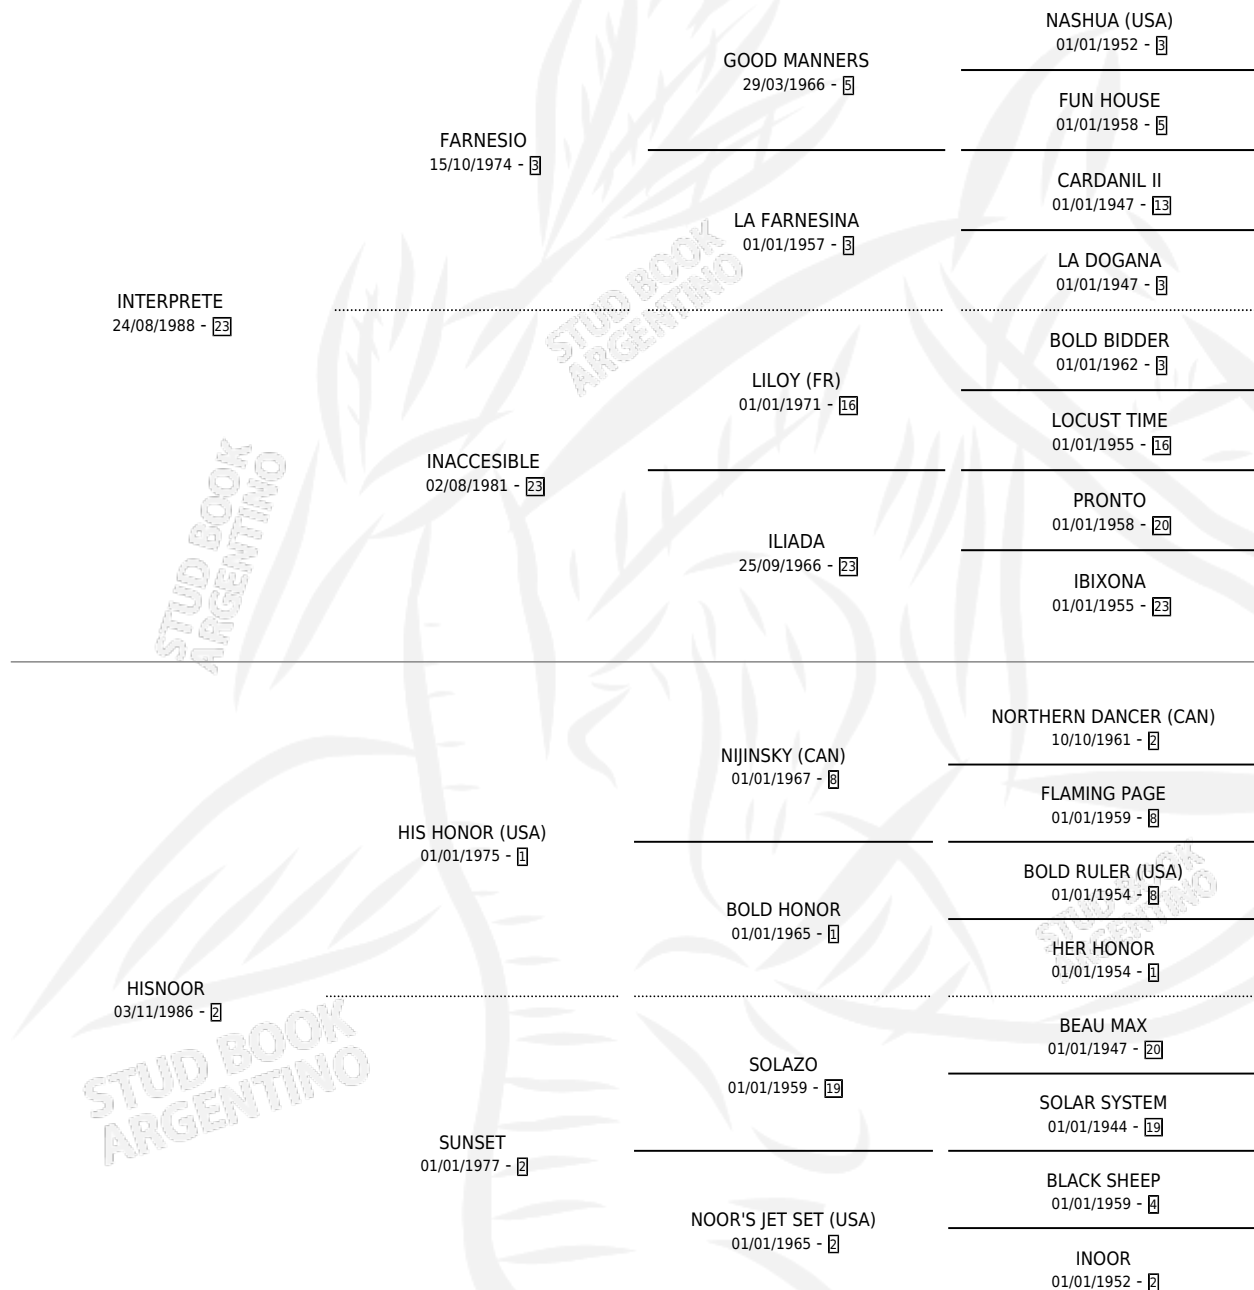 INTERPRETE
24/08/1988 - 23
FARNESIO
15/10/1974 - 3
INACCESIBLE
02/08/1981 - 23
GOOD MANNERS
29/03/1966 - 5
LA FARNESINA
01/01/1957 - 3
LILOY (FR)
01/01/1971 - 16
ILIADA
25/09/1966 - 23
NASHUA (USA)
01/01/1952 - 3
FUN HOUSE
01/01/1958 - 5
CARDANIL II
01/01/1947 - 13
LA DOGANA
01/01/1947 - 3
BOLD BIDDER
01/01/1962 - 3
LOCUST TIME
01/01/1955 - 16
PRONTO
01/01/1958 - 20
IBIXONA
01/01/1955 - 23
HISNOOR
03/11/1986 - 2
HIS HONOR (USA)
01/01/1975 - 1
SUNSET
01/01/1977 - 2
NIJINSKY (CAN)
01/01/1967 - 8
BOLD HONOR
01/01/1965 - 1
SOLAZO
01/01/1959 - 19
NOOR'S JET SET (USA)
01/01/1965 - 2
NORTHERN DANCER (CAN)
10/10/1961 - 2
FLAMING PAGE
01/01/1959 - 8
BOLD RULER (USA)
01/01/1954 - 8
HER HONOR
01/01/1954 - 1
BEAU MAX
01/01/1947 - 20
SOLAR SYSTEM
01/01/1944 - 19
BLACK SHEEP
01/01/1959 - 4
INOOR
01/01/1952 - 2
STUD BOOK
ARGENTINO
STUD BOOK
ARGENTINO
STUD BOOK
ARGENTINO
STUD BOOK
ARGENTINO